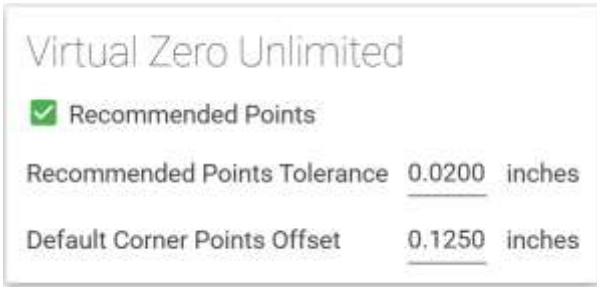 Virtual Zero Unlimited
Recommended Points
Recommended Points Tolerance 0.0200 inches
Default Corner Points Offset 0.1250 inches